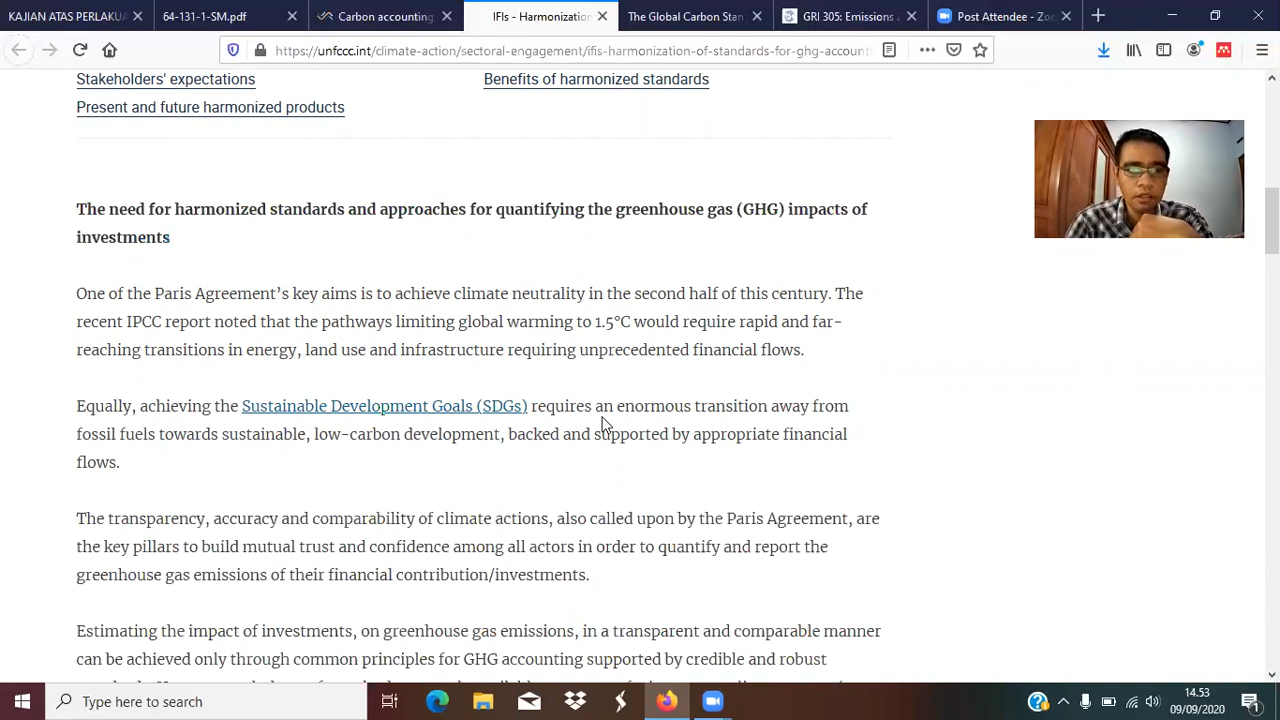 KAJIAN ATAS PERLAKUA
64-131-1-SM.pdf
Carbon accounting
IFIs - Harmonization
The Global Carbon Stan
GRI 305: Emissions
Post Attendee - Zoo
https://unfccc.int/climate-action/sectoral-engagement/ifis-harmonization-of-standards-for-ghg-accoun
Stakeholders' expectations
Benefits of harmonized standards
Present and future harmonized products
The need for harmonized standards and approaches for quantifying the greenhouse gas (GHG) impacts of
investments
One of the Paris Agreement's key aims is to achieve climate neutrality in the second half of this century. The
recent IPCC report noted that the pathways limiting global warming to 1.5°C would require rapid and far-
reaching transitions in energy, land use and infrastructure requiring unprecedented financial flows.
Equally, achieving the Sustainable Development Goals (SDGs) requires an enormous transition away from
fossil fuels towards sustainable, low-carbon development, backed and supported by appropriate financial
flows.
The transparency, accuracy and comparability of climate actions, also called upon by the Paris Agreement, are
the key pillars to build mutual trust and confidence among all actors in order to quantify and report the
greenhouse gas emissions of their financial contribution/investments.
Estimating the impact of investments, on greenhouse gas emissions, in a transparent and comparable manner
can be achieved only through common principles for GHG accounting supported by credible and robust
Type here to search
14.53
09/09/2020